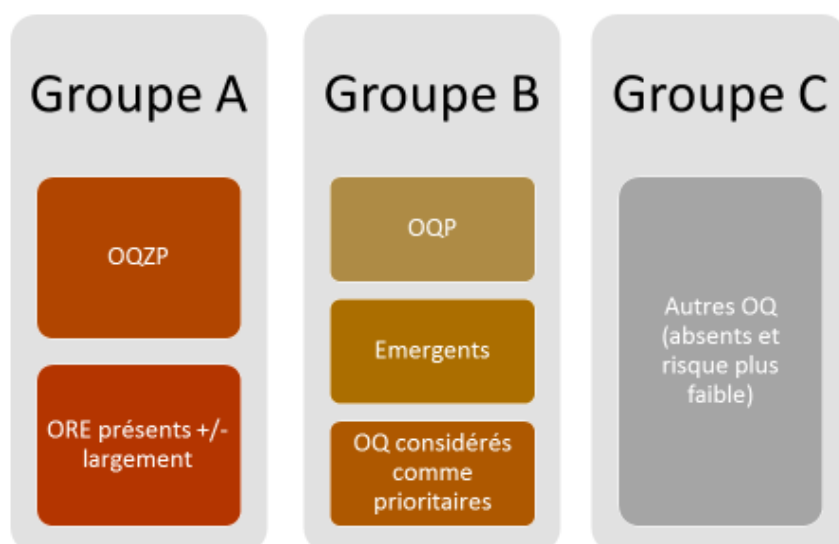 Groupe A
OQZP
ORE présents +/-
largement
Groupe B
OQP
Emergents
OQ considérés
comme
prioritaires
Groupe C
Autres OQ
(absents et
risque plus
faible)